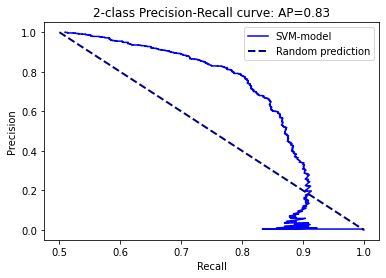 2-class Precision-Recall curve: AP=0.83
SVM-model
Random prediction
Precision
1.0
0.8
0.6
0.4
0.2
0.0
0.5
0.6
0.7
0.8
0.9
1.0
Recall